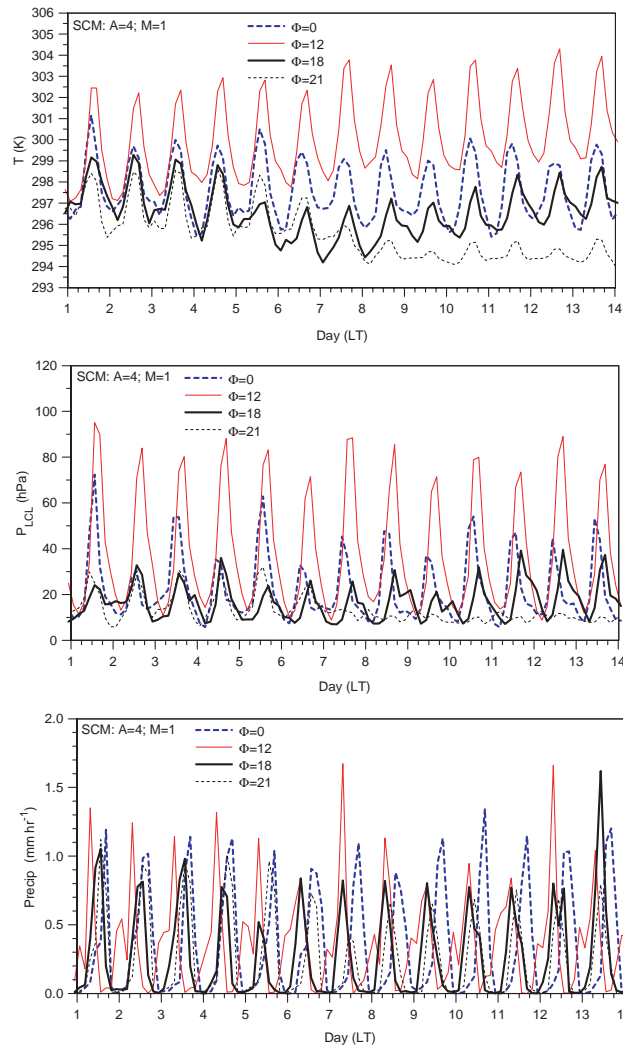 306
305
304
303
302
301
300
299
298
297
296
295
294
293
T (K)
SCM: A=4; M=1
Φ=0
Φ=12
Φ=18
Φ=21
1 2 3 4 5 6 7 8 9 10 11 12 13 14
Day (LT)
120
100
80
60
40
20
0
P_LCL (hPa)
SCM: A=4; M=1
Φ=0
Φ=12
Φ=18
Φ=21
1 2 3 4 5 6 7 8 9 10 11 12 13 14
Day (LT)
2.0
1.5
1.0
0.5
0.0
Precip (mm hr⁻¹)
SCM: A=4; M=1
Φ=0
Φ=12
Φ=18
Φ=21
1 2 3 4 5 6 7 8 9 10 11 12 13 14
Day (LT)